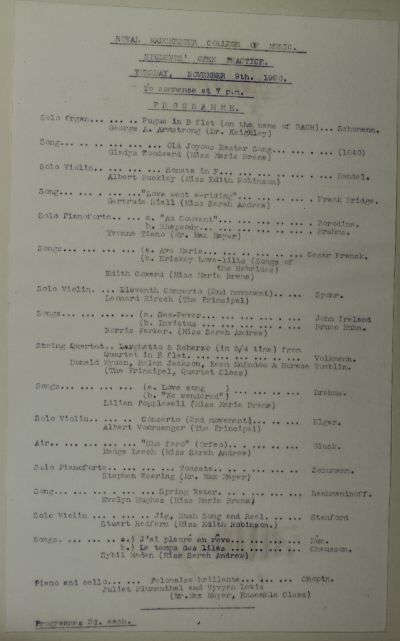 ROYAL MANCHESTER COLLEGE OF MUSIC.
STUDENTS' OPEN PRACTICE.
TUESDAY, NOVEMBER 9th. 1920.
To commence at 7 p.m.
PROGRAMME.
Solo Organ... ... .. Fugue in B flat (on the name of BACH)... Schumann.
George A. Armstrong (Dr. Keighley)
Song... ... ... ... Old Joyous Easter Song... ... ... (1640)
Gladys Woodward (Miss Marie Brema)
Solo Violin... ... ... Sonata in F... ... ... ... Handel.
Albert Buckley (Miss Edith Robinson)
Song... ... ... ..."Love went a-riding"... ... ... Frank Bridge.
Gertrude Riall (Miss Sarah Andrew)
Solo Pianoforte... ... a. "Au Couvent"... ... ... Borodine.
b. Rhapsody... ... ... ... Brahms.
Yvonne Tiano (Mr. Max Mayer)
Songs... ... ... ... (a. Ave Maria... ... ... ... Cesar Franck.
(b. Eriskay Love-lilt (Songs of
the Hebrides)
Edith Coward (Miss Marie Brema)
Solo Violin. ... Eleventh Concerto (2nd movement).. ... Spohr.
Leonard Hirsch (The Principal)
Songs... ... ... ... (a. Sea-Fever... ... ... ... John Ireland
(b. Invictus ... ... ... ... Bruno Huhn.
Norris Parker. (Miss Sarah Andrew)
String Quartet.. Larghetto & Scherzo (in 5/4 time) from
Quartet in E flat... ... ... ... Volkmann.
Donald Hyden, Helen Jackson, Keen & Horace Tomblin.
(The Principal, Quartet Class)
Songs... ... ... ... (a. Love song )
(b. "He wandered") ... ... ... Brahms.
Lilian Popplewell (Miss Marie Brema)
Solo Violin... ... Concerto (2nd movement)... ... Elgar.
Albert Voorsanger (The Principal)
Air... ... ... ... "Che faro" (Orfeo).. ... ... Gluck.
Madge Leech (Miss Sarah Andrew)
Solo Pianoforte... ... ... Toccata... ... ... ... Schumann.
Stephen Wearing (Mr. Max Mayer)
Song... ... ... ... Spring Water... ... ... ... Rachmaninoff.
Evelyn Hughes (Miss Marie Brema)
Solo Violin ... ... .. Jig, Hush Song and Reel. .. ... Stanford
Stuart Redfern (Miss Edith Robinson.)
Songs. ... ... ... a.) J'ai pleuré en rêve... ... ... Hüe.
b.) Le temps des lilas ... ... ... Chausson.
Sybil Maden (Miss Sarah Andrew)
Piano and cello... ... Polonaise brillante... ... ... Chopin.
Juliet Blumenthal and Vyvyen Lewis
(Mr. Max Mayer, Ensemble Class)
Programme 2d. each.